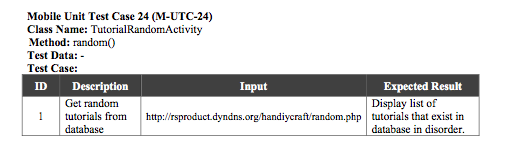 Mobile Unit Test Case 24 (M-UTC-24)
Class Name: TutorialRandomActivity
Method: random()
Test Data: -
Test Case:
ID Description Input Expected Result
1 Get random tutorials from database http://rsproduct.dyndns.org/handiycraft/random.php Display list of tutorials that exist in database in disorder.